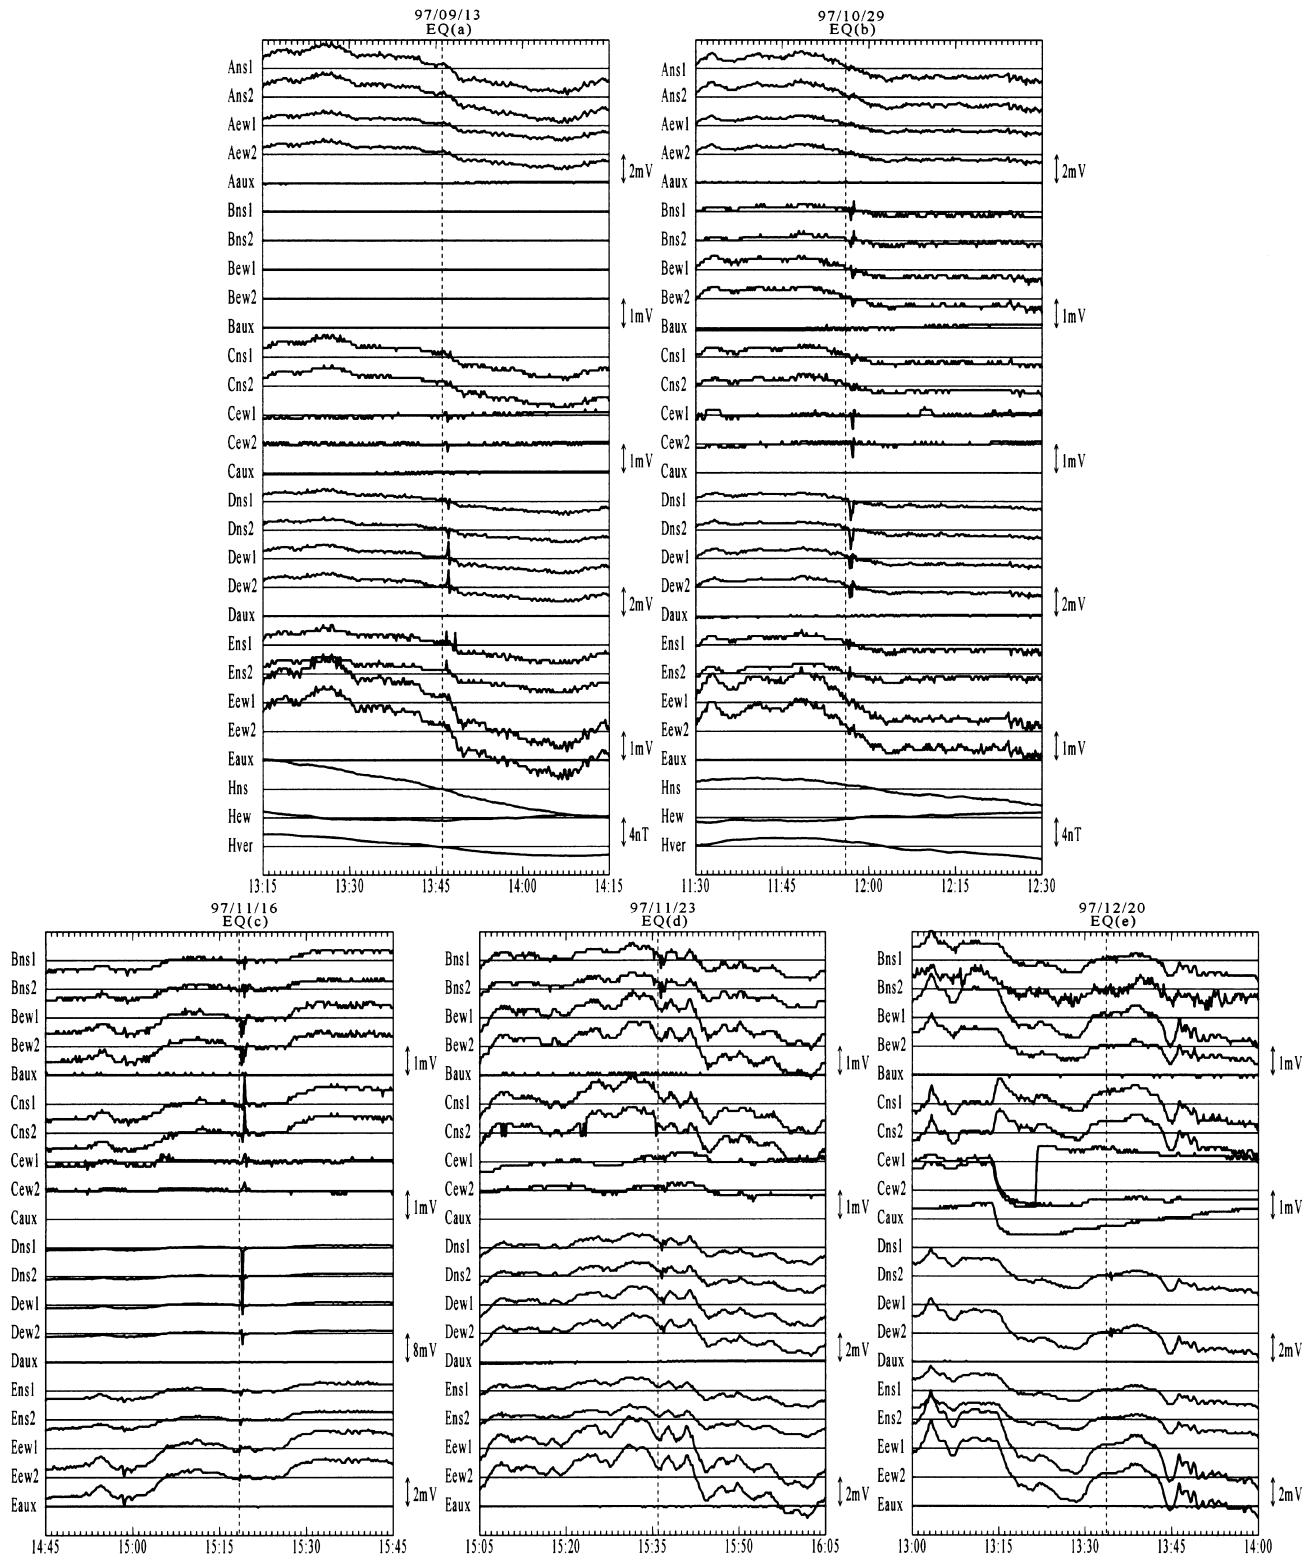 97/09/13
EQ(a)
Ans1
Ans2
Aew1
Aew2
2mV
Aaux
Bns1
Bns2
Bew1
Bew2
1mV
Baux
Cns1
Cns2
Cew1
Cew2
1mV
Caux
Dns1
Dns2
Dew1
Dew2
2mV
Daux
Ens1
Ens2
Eew1
Eew2
1mV
Eaux
Hns
Hew
4nT
Hver
13:15 13:30 13:45 14:00 14:15
97/10/29
EQ(b)
Ans1
Ans2
Aew1
Aew2
2mV
Aaux
Bns1
Bns2
Bew1
Bew2
1mV
Baux
Cns1
Cns2
Cew1
Cew2
1mV
Caux
Dns1
Dns2
Dew1
Dew2
2mV
Daux
Ens1
Ens2
Eew1
Eew2
1mV
Eaux
Hns
Hew
4nT
Hver
11:30 11:45 12:00 12:15 12:30
97/11/16
EQ(c)
Bns1
Bns2
Bew1
Bew2
1mV
Baux
Cns1
Cns2
Cew1
Cew2
1mV
Caux
Dns1
Dns2
Dew1
Dew2
8mV
Daux
Ens1
Ens2
Eew1
Eew2
2mV
Eaux
14:45 15:00 15:15 15:30 15:45
97/11/23
EQ(d)
Bns1
Bns2
Bew1
Bew2
1mV
Baux
Cns1
Cns2
Cew1
Cew2
1mV
Caux
Dns1
Dns2
Dew1
Dew2
2mV
Daux
Ens1
Ens2
Eew1
Eew2
2mV
Eaux
15:05 15:20 15:35 15:50 16:05
97/12/20
EQ(e)
Bns1
Bns2
Bew1
Bew2
1mV
Baux
Cns1
Cns2
Cew1
Cew2
1mV
Caux
Dns1
Dns2
Dew1
Dew2
2mV
Daux
Ens1
Ens2
Eew1
Eew2
2mV
Eaux
13:00 13:15 13:30 13:45 14:00